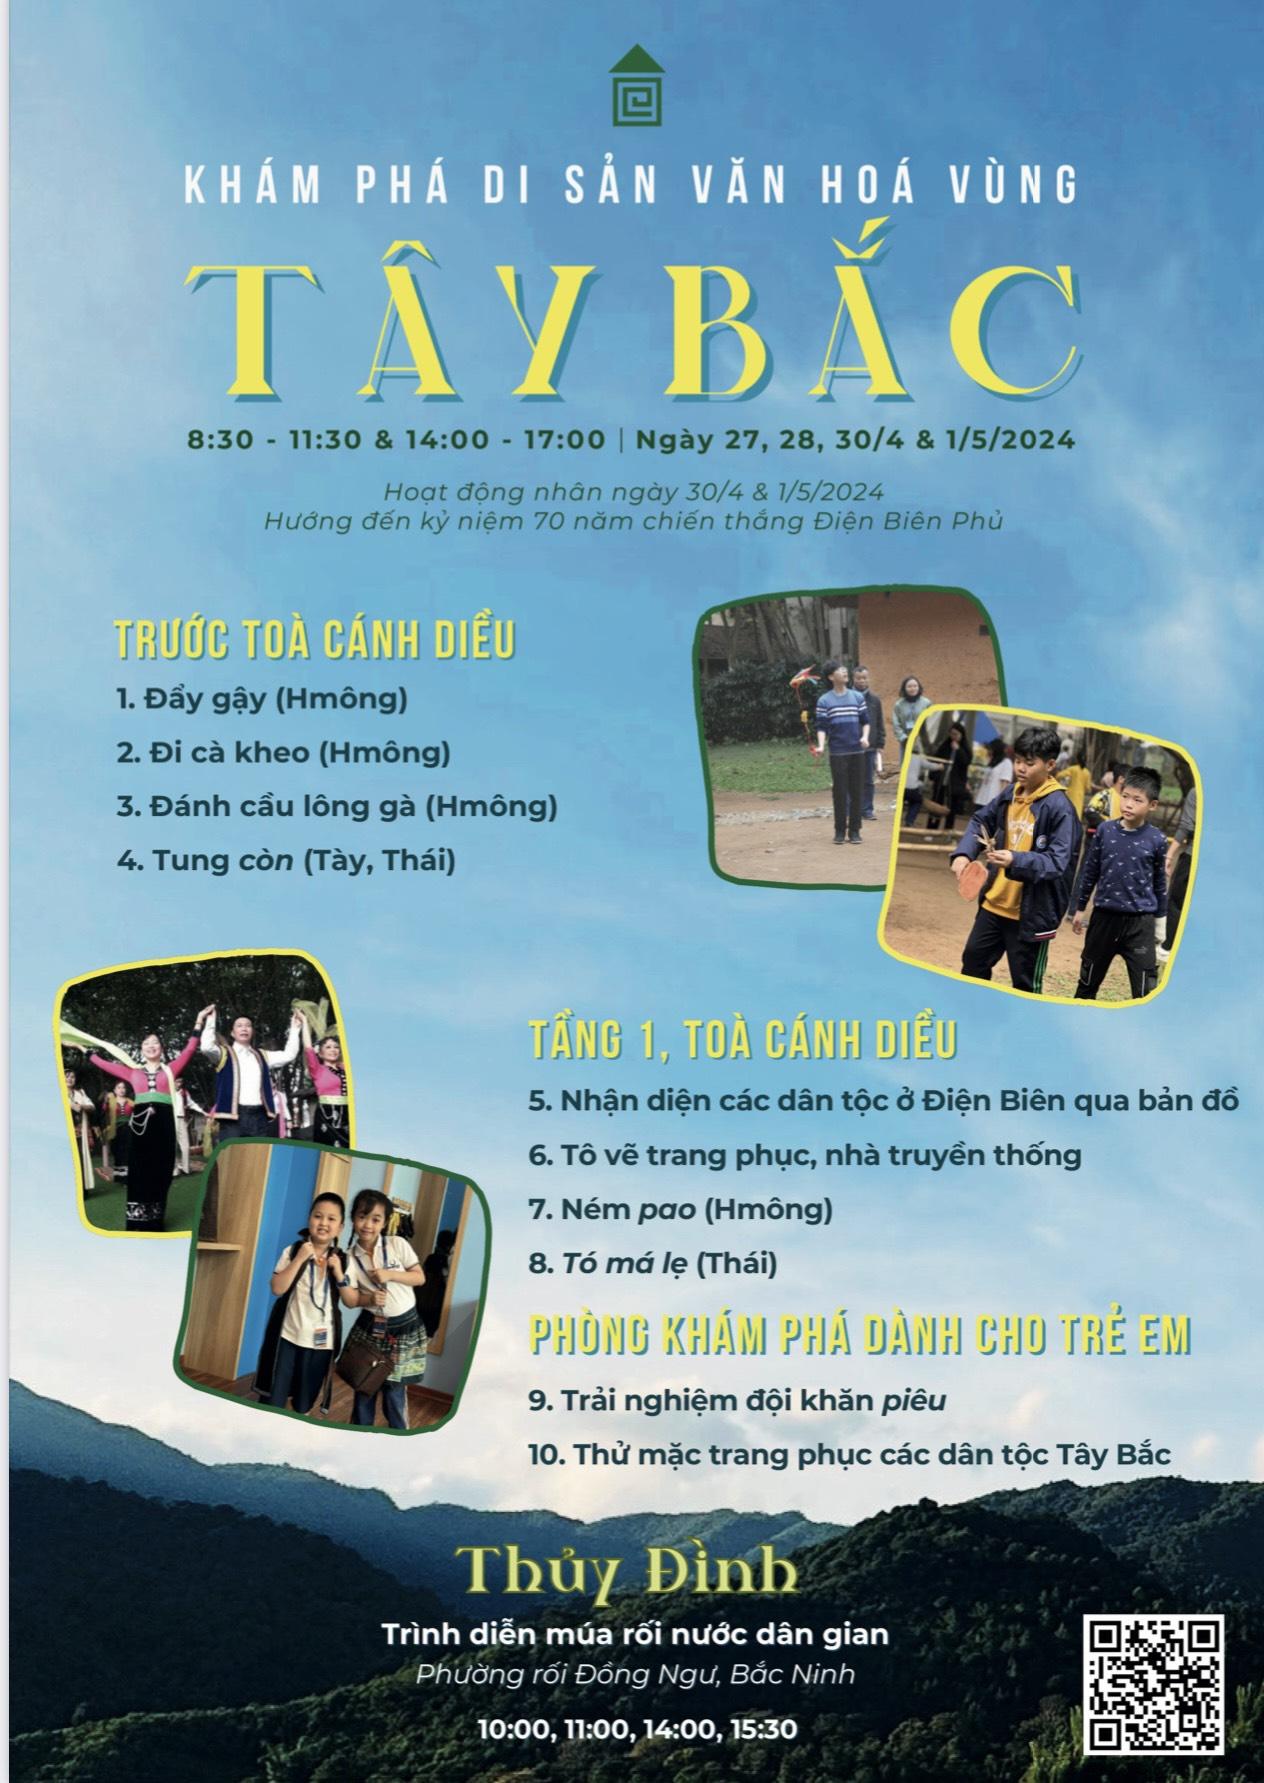 KHÁM PHÁ DI SẢN VĂN HOÁ VÙNG
TÂY BẮC
8:30 - 11:30 & 14:00 - 17:00 | Ngày 27, 28, 30/4 & 1/5/2024
Hoạt động nhân ngày 30/4 & 1/5/2024
Hướng đến kỷ niệm 70 năm chiến thắng Điện Biên Phủ
TRƯỚC TOÀ CÁNH DIỀU
1. Đẩy gậy (Hmông)
2. Đi cà kheo (Hmông)
3. Đánh cầu lông gà (Hmông)
4. Tung còn (Tày, Thái)
TẦNG 1, TOÀ CÁNH DIỀU
5. Nhận diện các dân tộc ở Điện Biên qua bản đồ
6. Tô vẽ trang phục, nhà truyền thống
7. Ném pao (Hmông)
8. Tó má lẹ (Thái)
PHÒNG KHÁM PHÁ DÀNH CHO TRẺ EM
9. Trải nghiệm đội khăn piêu
10. Thử mặc trang phục các dân tộc Tây Bắc
Thủy Đình
Trình diễn múa rối nước dân gian
Phường rối Đồng Ngư, Bắc Ninh
10:00, 11:00, 14:00, 15:30